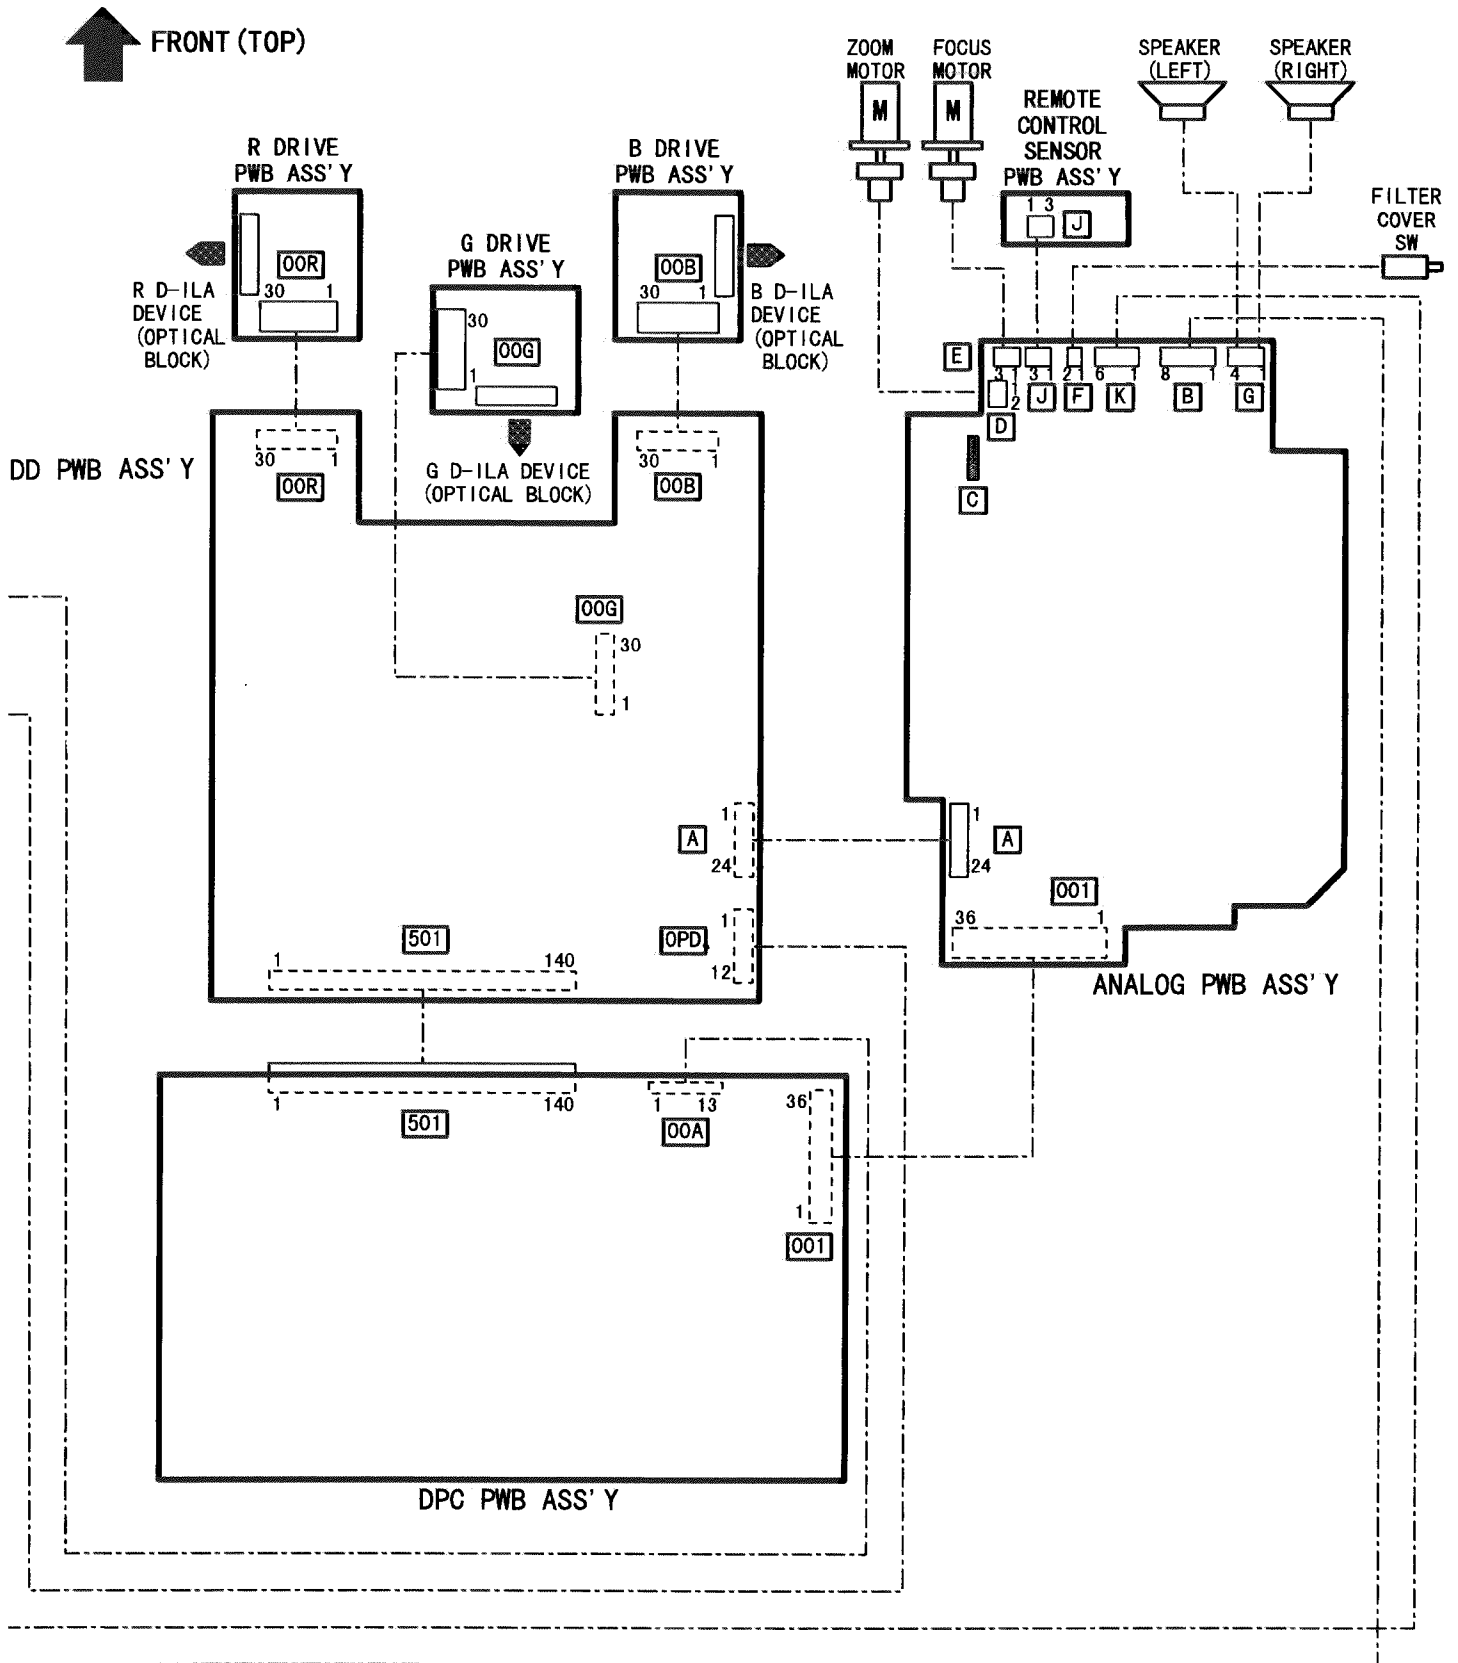 FRONT (TOP)
ZOOM
MOTOR
FOCUS
MOTOR
SPEAKER
(LEFT)
SPEAKER
(RIGHT)
M
M
REMOTE
CONTROL
SENSOR
PWB ASS'Y
1 3
J
FILTER
COVER
SW
R DRIVE
PWB ASS'Y
00R
30 1
R D-ILA
DEVICE
(OPTICAL
BLOCK)
G DRIVE
PWB ASS'Y
30
00G
1
G D-ILA DEVICE
(OPTICAL BLOCK)
B DRIVE
PWB ASS'Y
00B
30 1
B D-ILA
DEVICE
(OPTICAL
BLOCK)
E
3 1
3 1
2 1
6 1
8 1
4 1
2
D
J
F
K
B
G
C
DD PWB ASS'Y
30 1
00R
30 1
00B
00G
30
1
A
1
24
1
24
A
001
36 1
ANALOG PWB ASS'Y
501
1 140
0PD
1
12
1 140
501
1 13
00A
36
1
001
DPC PWB ASS'Y